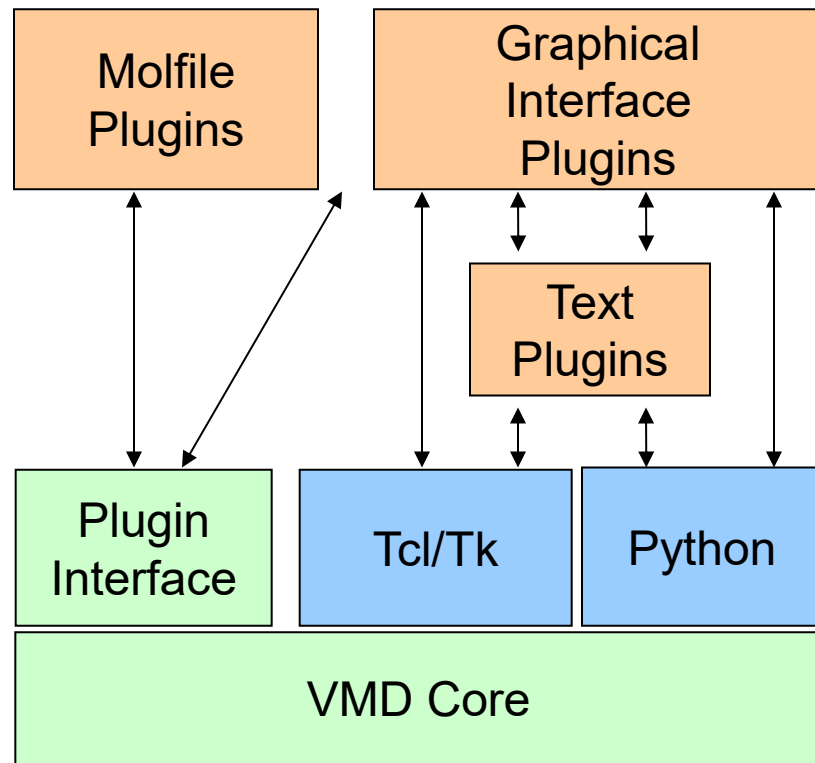 Molfile
Plugins
Graphical
Interface
Plugins
Text
Plugins
Plugin
Interface
Tcl/Tk
Python
VMD Core